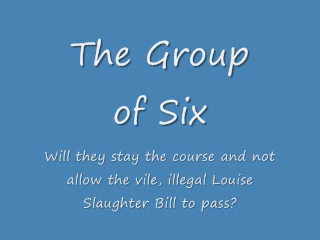 The Group
of Six
Will they stay the course and not
allow the vile, illegal Louise
Slaughter Bill to pass?